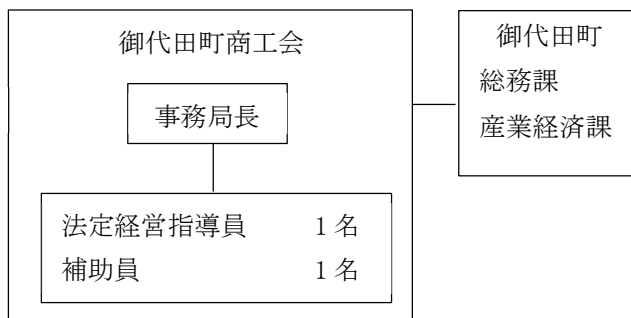 御代田町商工会
事務局長
法定経営指導員 1名
補助員 1名
御代田町
総務課
産業経済課